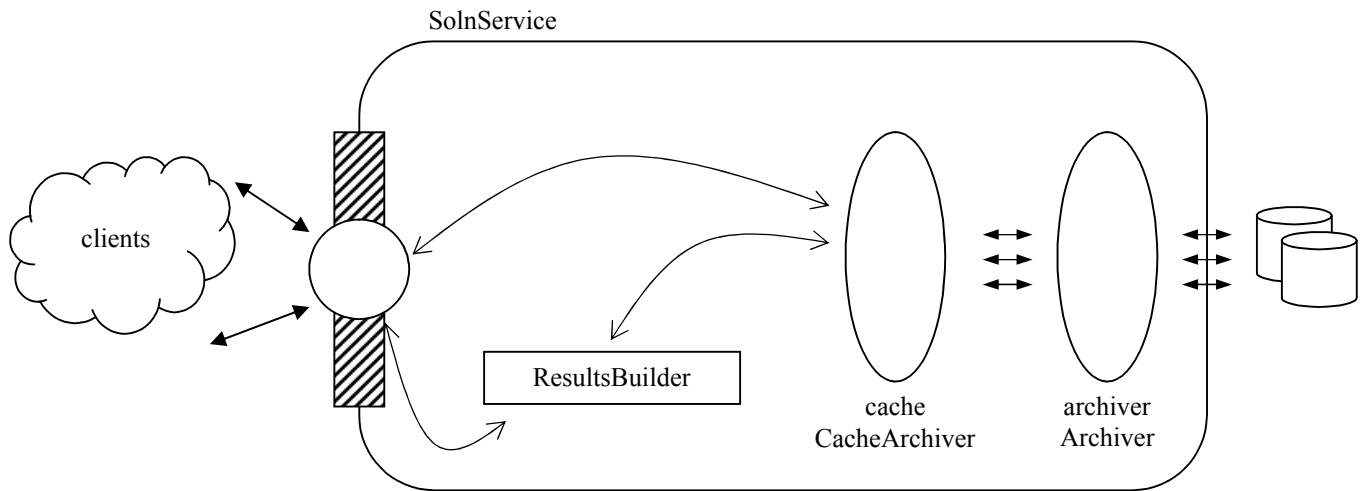 SolnService
clients
ResultsBuilder
cache
CacheArchiver
archiver
Archiver